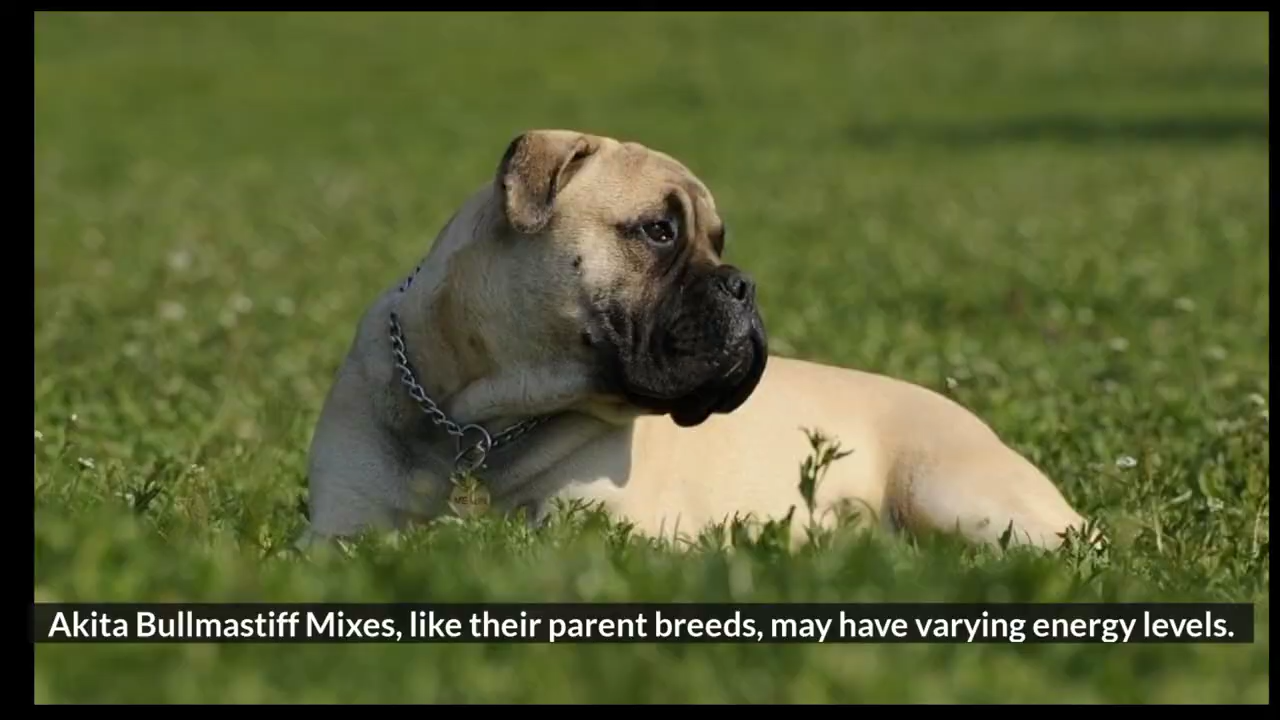 Akita Bullmastiff Mixes, like their parent breeds, may have varying energy levels.